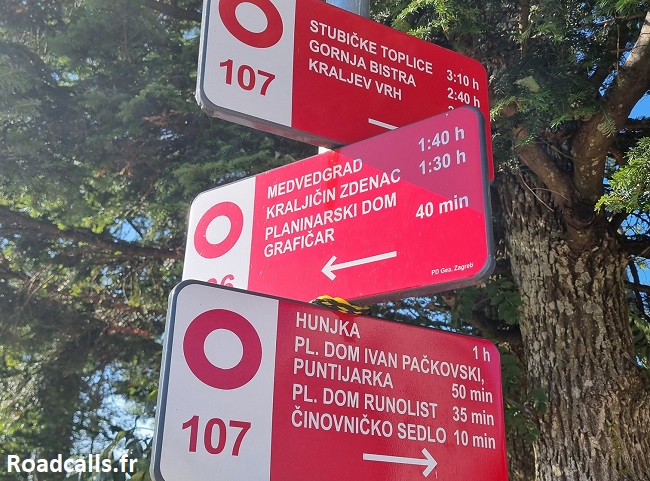 107
STUBIČKE TOPLICE 3:10 h
GORNJA BISTRA 2:40 h
KRALJEV VRH
MEDVEDGRAD 1:40 h
KRALJIČIN ZDENAC 1:30 h
PLANINARSKI DOM 40 min
GRAFIČAR
PD Gea. Zagreb
107
HUNJKA 1 h
PL. DOM IVAN PAČKOVSKI,
PUNTIJARKA 50 min
PL. DOM RUNOLIST 35 min
ČINOVNIČKO SEDLO 10 min
Roadcalls.fr